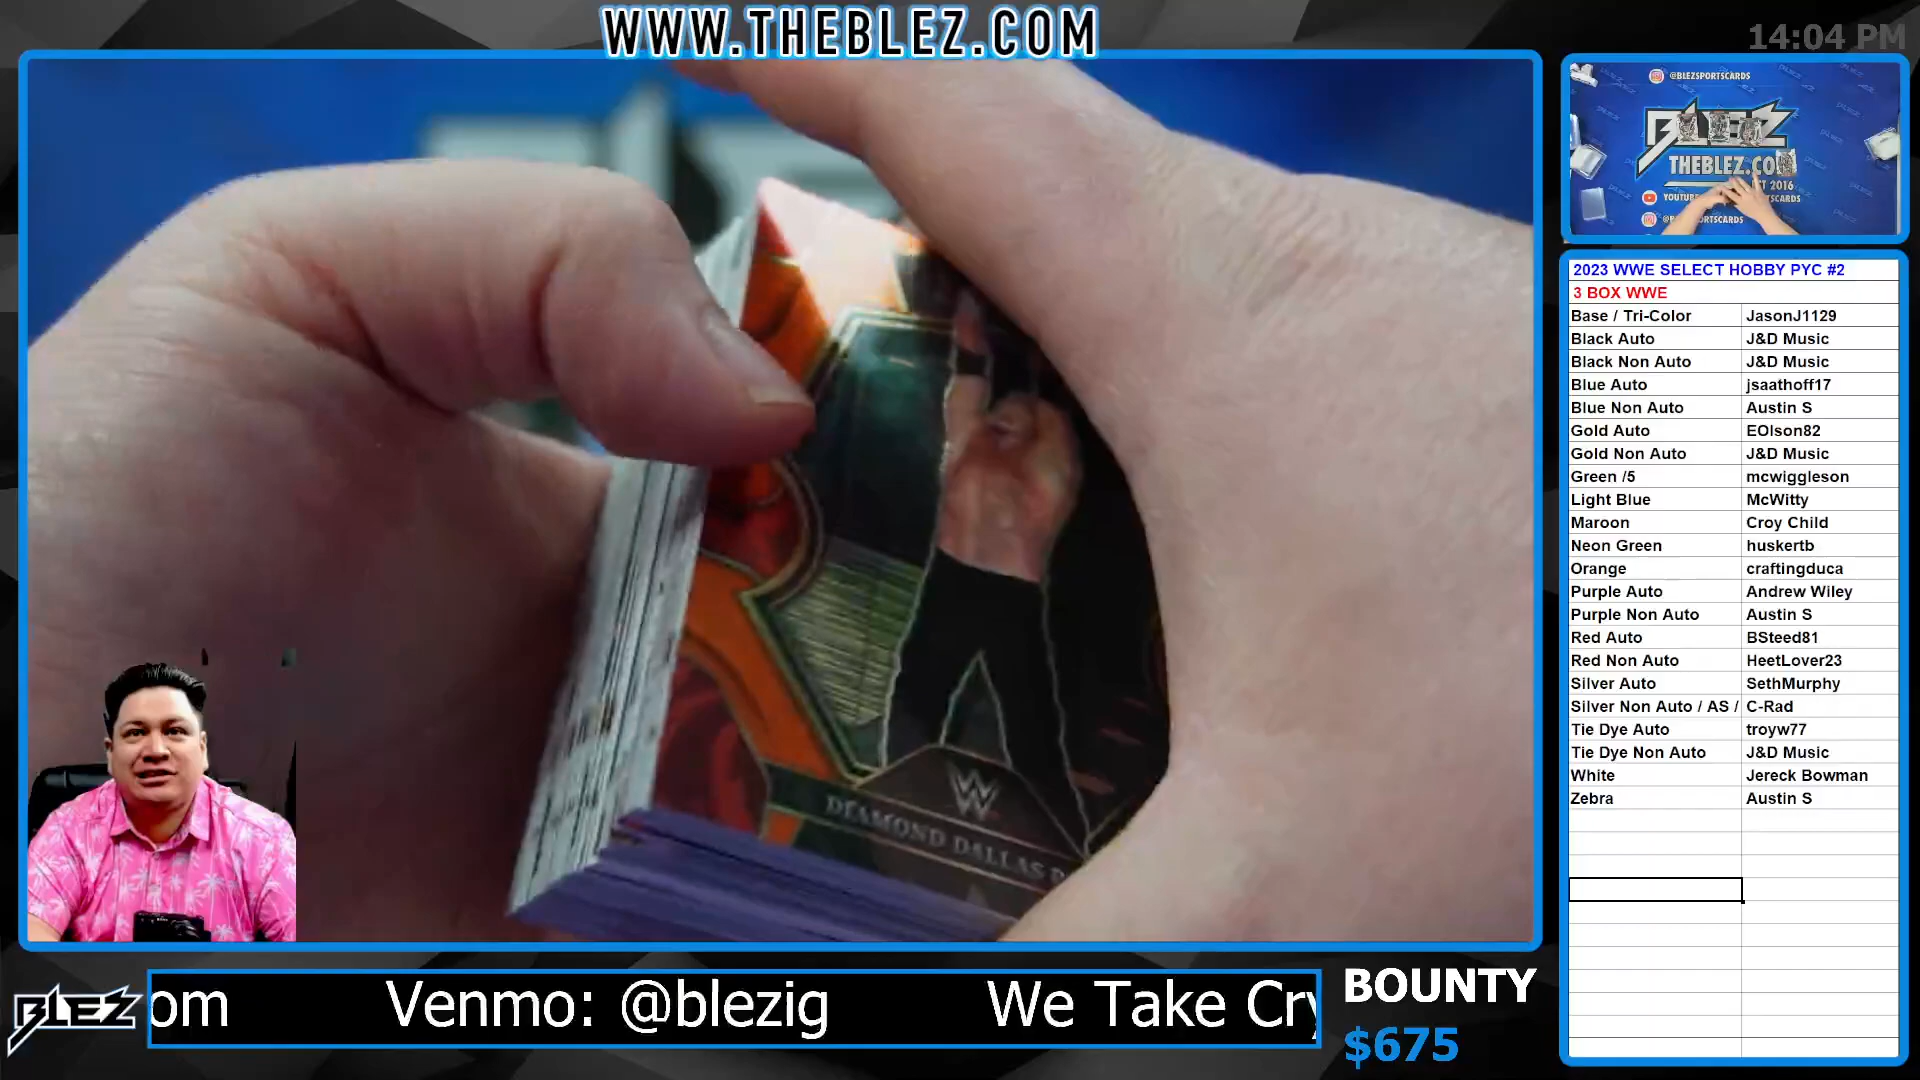 WWW.THEBLEZ.COM
14:04 PM
@BLEZSPORTSCARDS
BLEZ
2016
2023 WWE SELECT HOBBY PYC #2
3 BOX WWE
Base / Tri-Color JasonJ1129
Black Auto J&D Music
Black Non Auto J&D Music
Blue Auto jsaathoff17
Blue Non Auto Austin S
Gold Auto EOlson82
Gold Non Auto J&D Music
Green /5 mcwiggleson
Light Blue McWitty
Maroon Croy Child
Neon Green huskertb
Orange craftingduca
Purple Auto Andrew Wiley
Purple Non Auto Austin S
Red Auto BSteed81
Red Non Auto HeetLover23
Silver Auto SethMurphy
Silver Non Auto / AS / C-Rad
Tie Dye Auto troyw77
Tie Dye Non Auto J&D Music
White Jereck Bowman
Zebra Austin S
W
DIAMOND DALLAS
BLEZ
om Venmo: @blezig We Take Cry
BOUNTY
$675